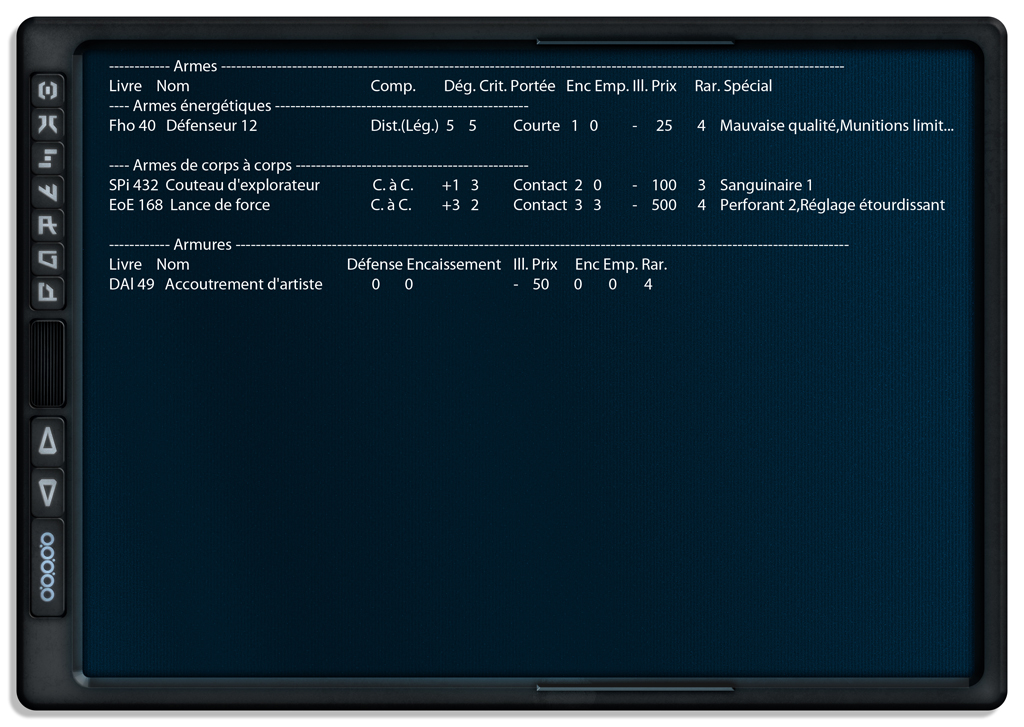 ------------ Armes ------------------------------------------------------------------------------------------------------------------------------
Livre Nom Comp. Dég. Crit. Portée Enc Emp. Ill. Prix Rar. Spécial
---- Armes énergétiques --------------------------------------------------
Fho 40 Défenseur 12 Dist.(Lég.) 5 5 Courte 1 0 - 25 4 Mauvaise qualité,Munitions limit...
---- Armes de corps à corps ----------------------------------------------
SPi 432 Couteau d'explorateur C. à C. +1 3 Contact 2 0 - 100 3 Sanguinaire 1
EoE 168 Lance de force C. à C. +3 2 Contact 3 3 - 500 4 Perforant 2,Réglage étourdissant
------------ Armures ----------------------------------------------------------------------------------------------------------------------------
Livre Nom Défense Encaissement Ill. Prix Enc Emp. Rar.
DAl 49 Accoutrement d'artiste 0 0 - 50 0 0 4